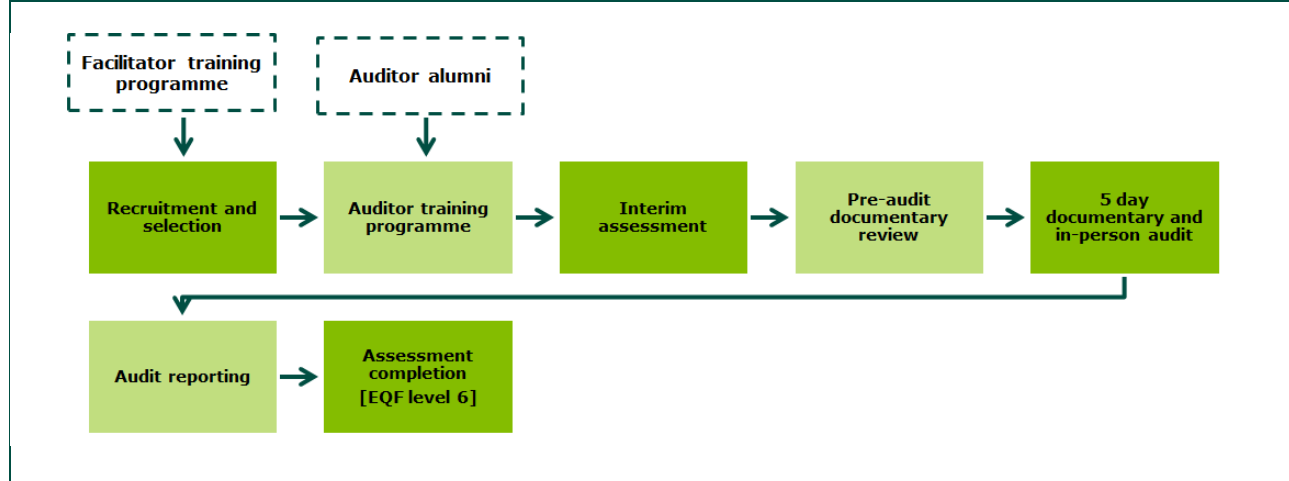 Facilitator training
programme
Auditor alumni
Recruitment and
selection
Auditor training
programme
Interim
assessment
Pre-audit
documentary
review
5 day
documentary and
in-person audit
Audit reporting
Assessment
completion
[EQF level 6]